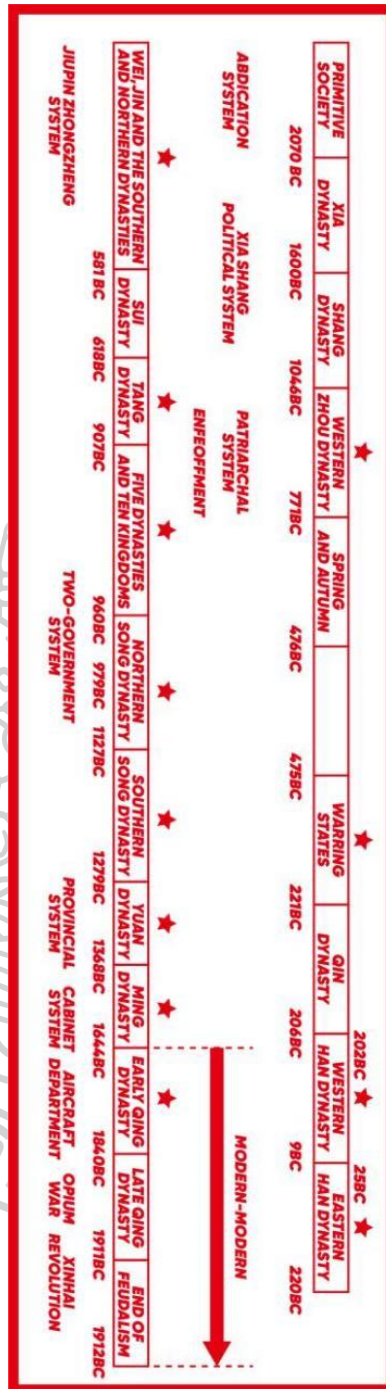 PRIMITIVE
SOCIETY
XIA
DYNASTY
SHANG
DYNASTY
WESTERN
ZHOU DYNASTY
SPRING
AND AUTUMN
WARRING
STATES
QIN
DYNASTY
WESTERN
HAN DYNASTY
EASTERN
HAN DYNASTY
202BC
25BC
2070 BC
1600BC
1046BC
771BC
476BC
475BC
221BC
206BC
9BC
220BC
ABDICATION
SYSTEM
XIA SHANG
POLITICAL SYSTEM
PATRIARCHAL
SYSTEM
ENFEOFFMENT
MODERN-MODERN
WEI, JIN AND THE SOUTHERN
AND NORTHERN DYNASTIES
SUI
DYNASTY
TANG
DYNASTY
FIVE DYNASTIES
AND TEN KINGDOMS
NORTHERN
SONG DYNASTY
SOUTHERN
SONG DYNASTY
YUAN
DYNASTY
MING
DYNASTY
EARLY QING
DYNASTY
LATE QING
DYNASTY
END OF
FEUDALISM
581 BC
618BC
907BC
960BC
979BC
1127BC
1279BC
1368BC
1644BC
1840BC
1911BC
1912BC
JIUPIN ZHONGZHENG
SYSTEM
TWO-GOVERNMENT
SYSTEM
PROVINCIAL
SYSTEM
CABINET
SYSTEM
AIRCRAFT
DEPARTMENT
OPIUM
WAR
XINHAI
REVOLUTION